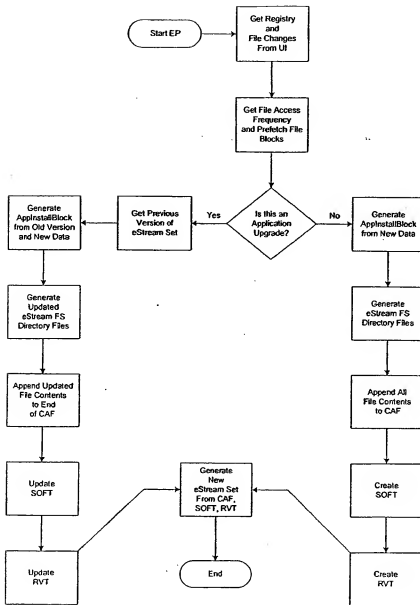 Start EP
Get Registry
and
File Changes
From UI
Get File Access
Frequency
and Prefetch File
Blocks
Is this an
Application
Upgrade?
Yes
No
Get Previous
Version of
eStream Set
Generate
AppInstallBlock
from Old Version
and New Data
Generate
Updated
eStream FS
Directory Files
Append Updated
File Contents
to End
of CAF
Update
SOFT
Update
RVT
Generate
AppInstallBlock
from New Data
Generate
eStream FS
Directory Files
Append All
File Contents
to CAF
Create
SOFT
Create
RVT
Generate
New
eStream Set
From CAF,
SOFT, RVT
End